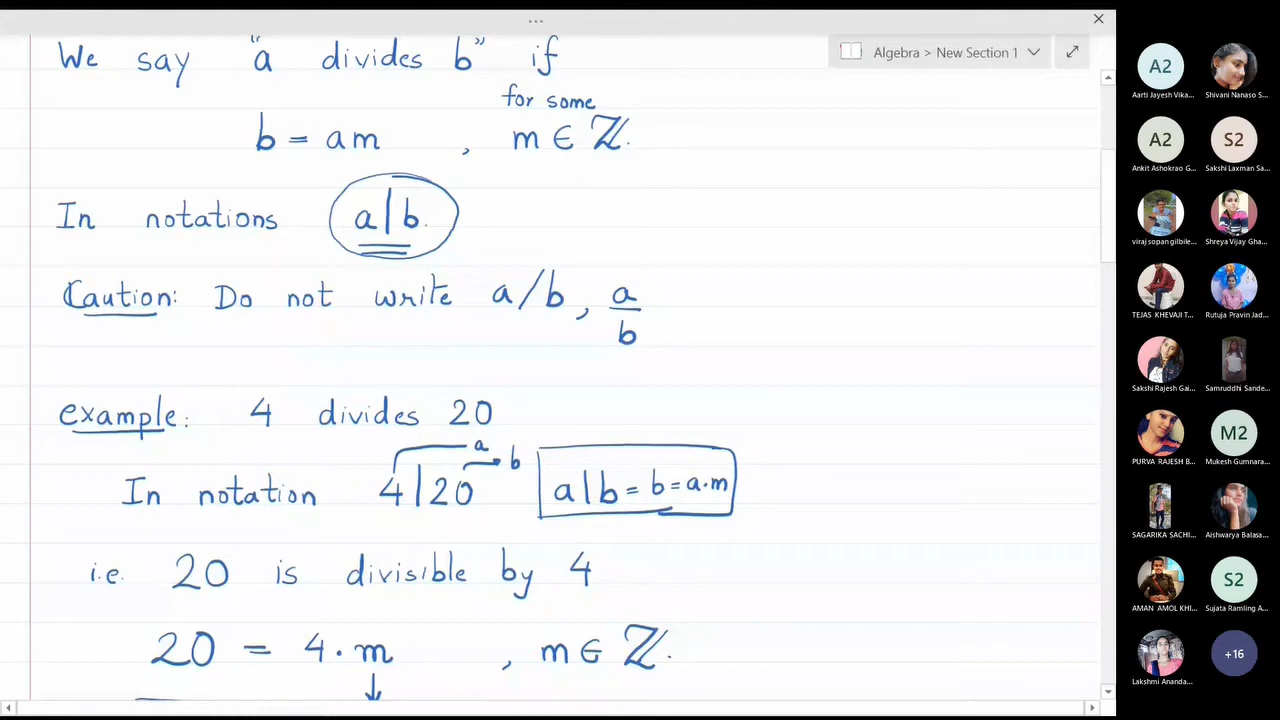 We say "a divides b" if
for some
b = am , m ∈ ℤ.
In notations a|b.
Caution: Do not write a/b, a/b
example: 4 divides 20
a
b
In notation 4|20 a|b = b = a·m
i.e. 20 is divisible by 4
20 = 4 · m , m ∈ ℤ.
Algebra > New Section 1
A2
Aarti Jayesh Vika...
Shivani Nanaso S...
A2 S2
Ankit Ashokrao G... Sakshi Laxman Sa...
viraj sopan gilbile... Shreya Vijay Gha...
TEJAS KHEVAJI T... Rutuja Pravin Jad...
Sakshi Rajesh Gai... Samruddhi Sande...
M2
PURVA RAJESH B... Mukesh Gumnara...
SAGARIKA SACHI... Aishwarya Balasa...
S2
AMAN AMOL KHI... Sujata Ramling A...
+16
Lakshmi Ananda...